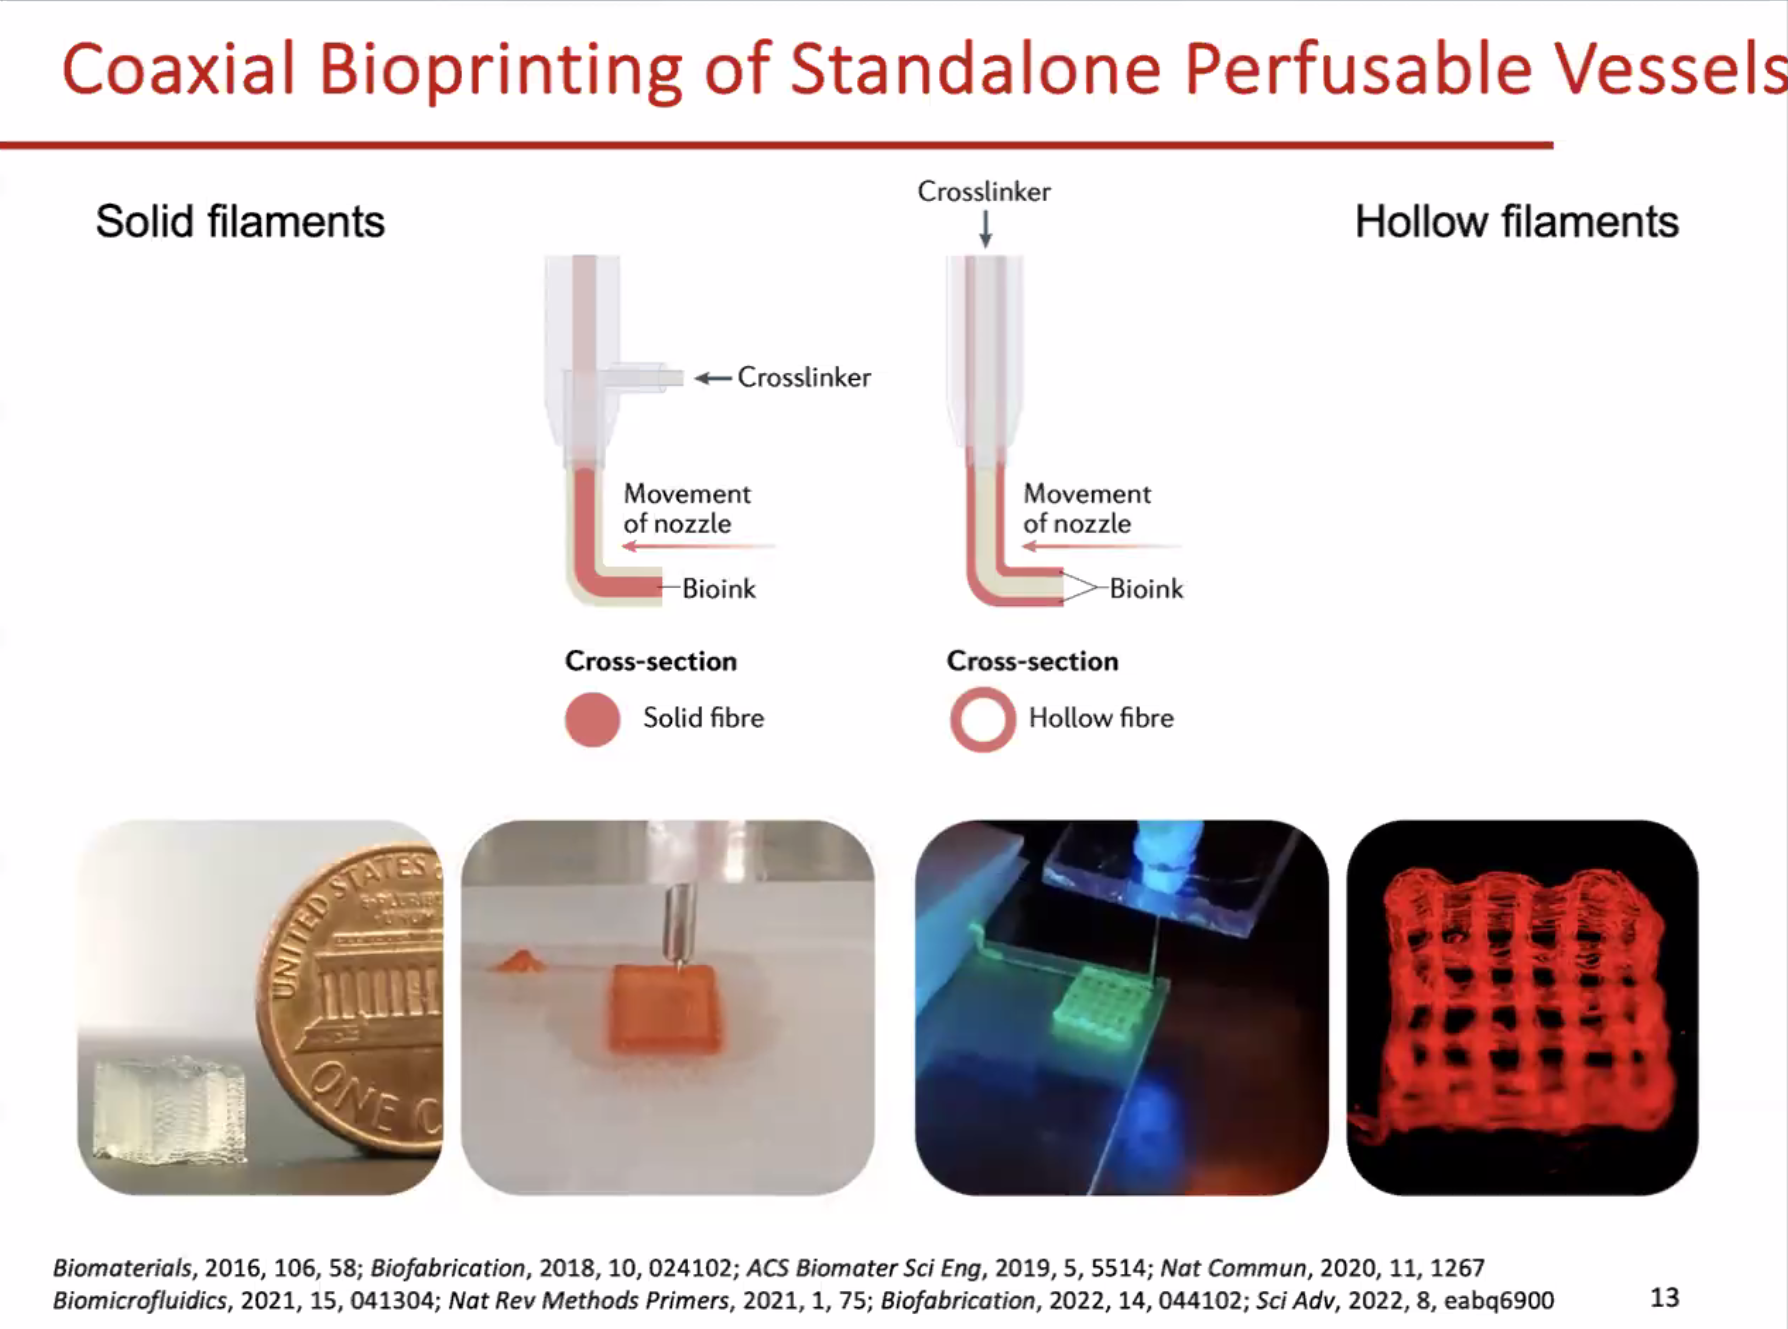 Coaxial Bioprinting of Standalone Perfusable Vessels
Solid filaments
Crosslinker
Hollow filaments
Crosslinker
Movement
of nozzle
Bioink
Movement
of nozzle
Bioink
Cross-section
Solid fibre
Cross-section
Hollow fibre
UNITED STATES
ONE C
Biomaterials, 2016, 106, 58; Biofabrication, 2018, 10, 024102; ACS Biomater Sci Eng, 2019, 5, 5514; Nat Commun, 2020, 11, 1267
Biomicrofluidics, 2021, 15, 041304; Nat Rev Methods Primers, 2021, 1, 75; Biofabrication, 2022, 14, 044102; Sci Adv, 2022, 8, eabq6900
13